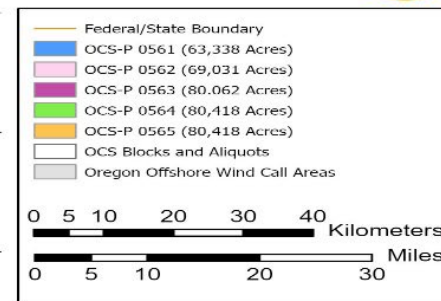 Federal/State Boundary
OCS-P 0561 (63,338 Acres)
OCS-P 0562 (69,031 Acres)
OCS-P 0563 (80.062 Acres)
OCS-P 0564 (80,418 Acres)
OCS-P 0565 (80,418 Acres)
OCS Blocks and Aliquots
Oregon Offshore Wind Call Areas
0 5 10 20 30 40
Kilometers
Miles
0 5 10 20 30